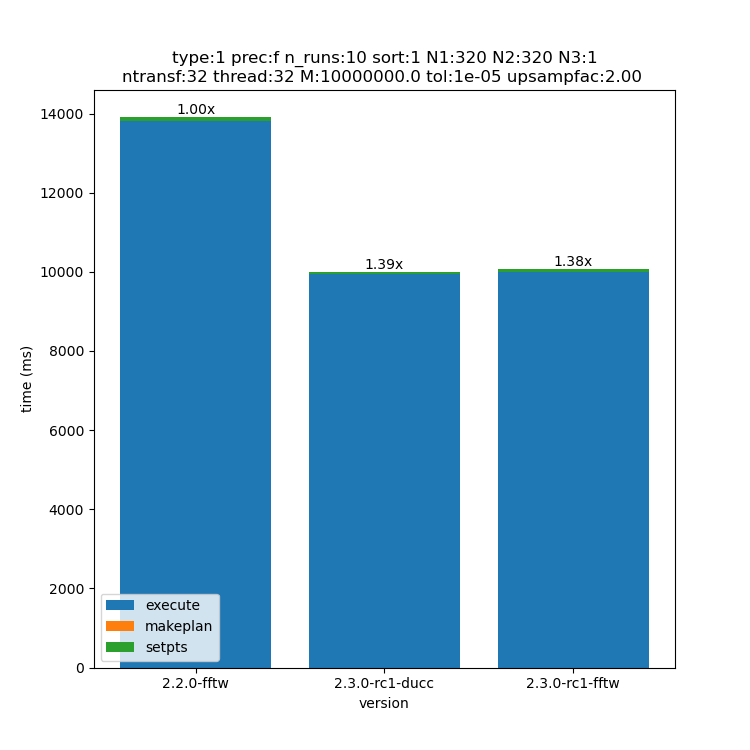 type:1 prec:f n_runs:10 sort:1 N1:320 N2:320 N3:1
ntransf:32 thread:32 M:10000000.0 tol:1e-05 upsampfac:2.00
14000
12000
10000
8000
6000
4000
2000
0
time (ms)
1.00x
1.39x
1.38x
execute
makeplan
setpts
2.2.0-fftw
2.3.0-rc1-ducc
2.3.0-rc1-fftw
version